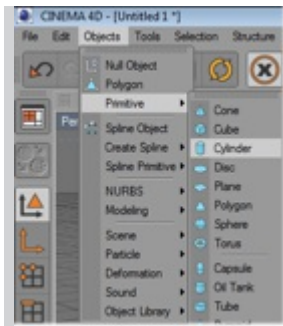 CINEMA 4D - [Untitled 1 *]
File Edit Objects Tools Selection Structure
Null Object
Polygon
Primitive
Spline Object
Create Spline
Spline Primitive
NURBS
Modeling
Scene
Particle
Deformation
Sound
Object Library
Cone
Cube
Cylinder
Disc
Plane
Polygon
Sphere
Torus
Capsule
Oil Tank
Tube